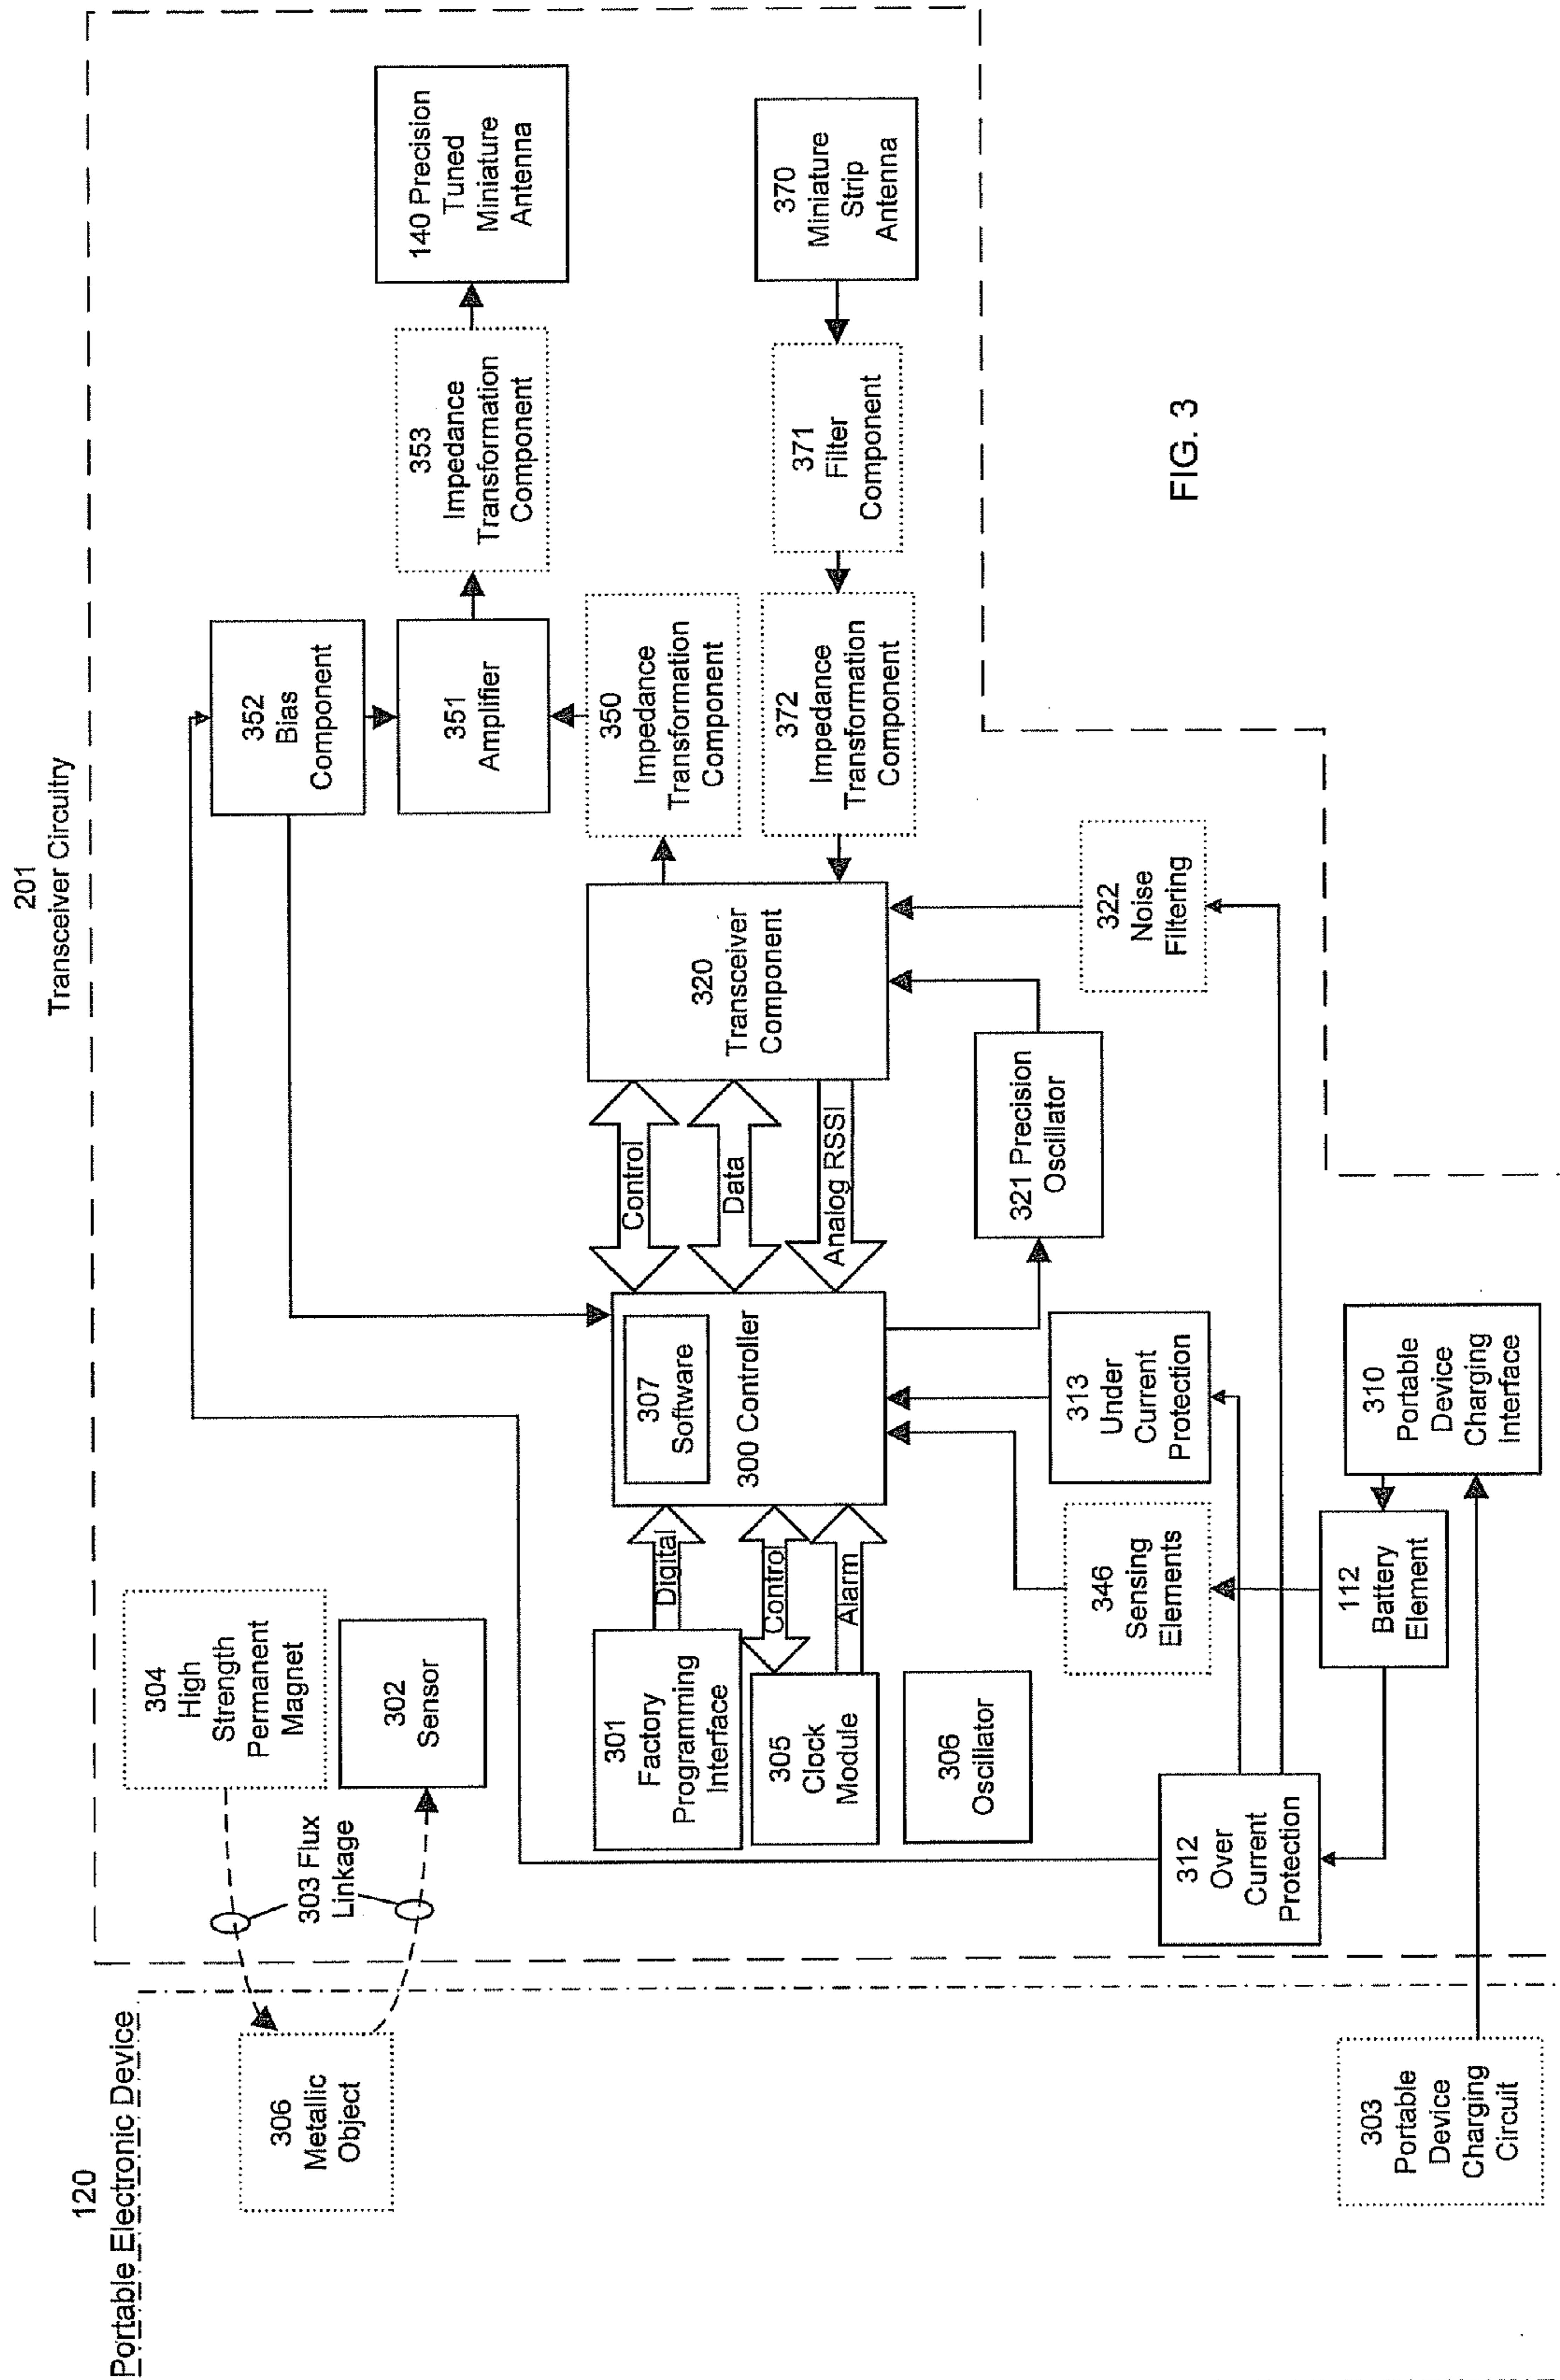 120
Portable Electronic Device
201
Transceiver Circuitry
306
Metallic
Object
303 Flux
Linkage
304
High
Strength
Permanent
Magnet
302
Sensor
352
Bias
Component
351
Amplifier
353
Impedance
Transformation
Component
140 Precision
Tuned
Miniature
Antenna
350
Impedance
Transformation
Component
301
Factory
Programming
Interface
Digital
305
Clock
Module
Control
Alarm
306
Oscillator
307
Software
300 Controller
Control
Data
Analog RSSI
320
Transceiver
Component
372
Impedance
Transformation
Component
371
Filter
Component
370
Miniature
Strip
Antenna
321 Precision
Oscillator
322
Noise
Filtering
346
Sensing
Elements
313
Under
Current
Protection
312
Over
Current
Protection
112
Battery
Element
310
Portable
Device
Charging
Interface
303
Portable
Device
Charging
Circuit
FIG. 3